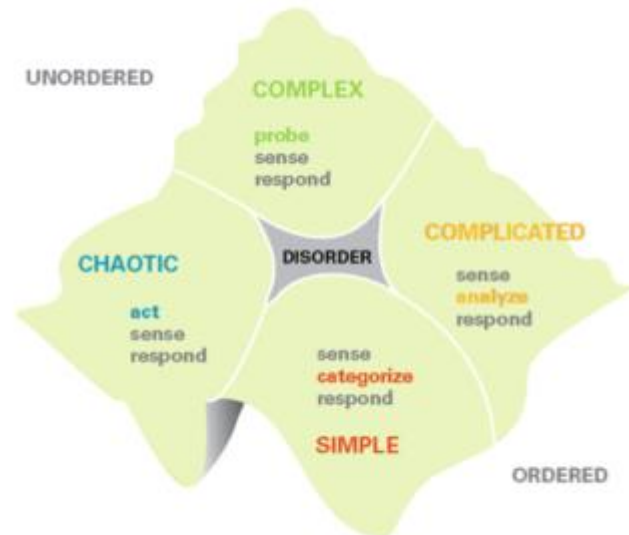 UNORDERED
COMPLEX
probe
sense
respond
CHAOTIC
act
sense
respond
DISORDER
COMPLICATED
sense
analyze
respond
sense
categorize
respond
SIMPLE
ORDERED